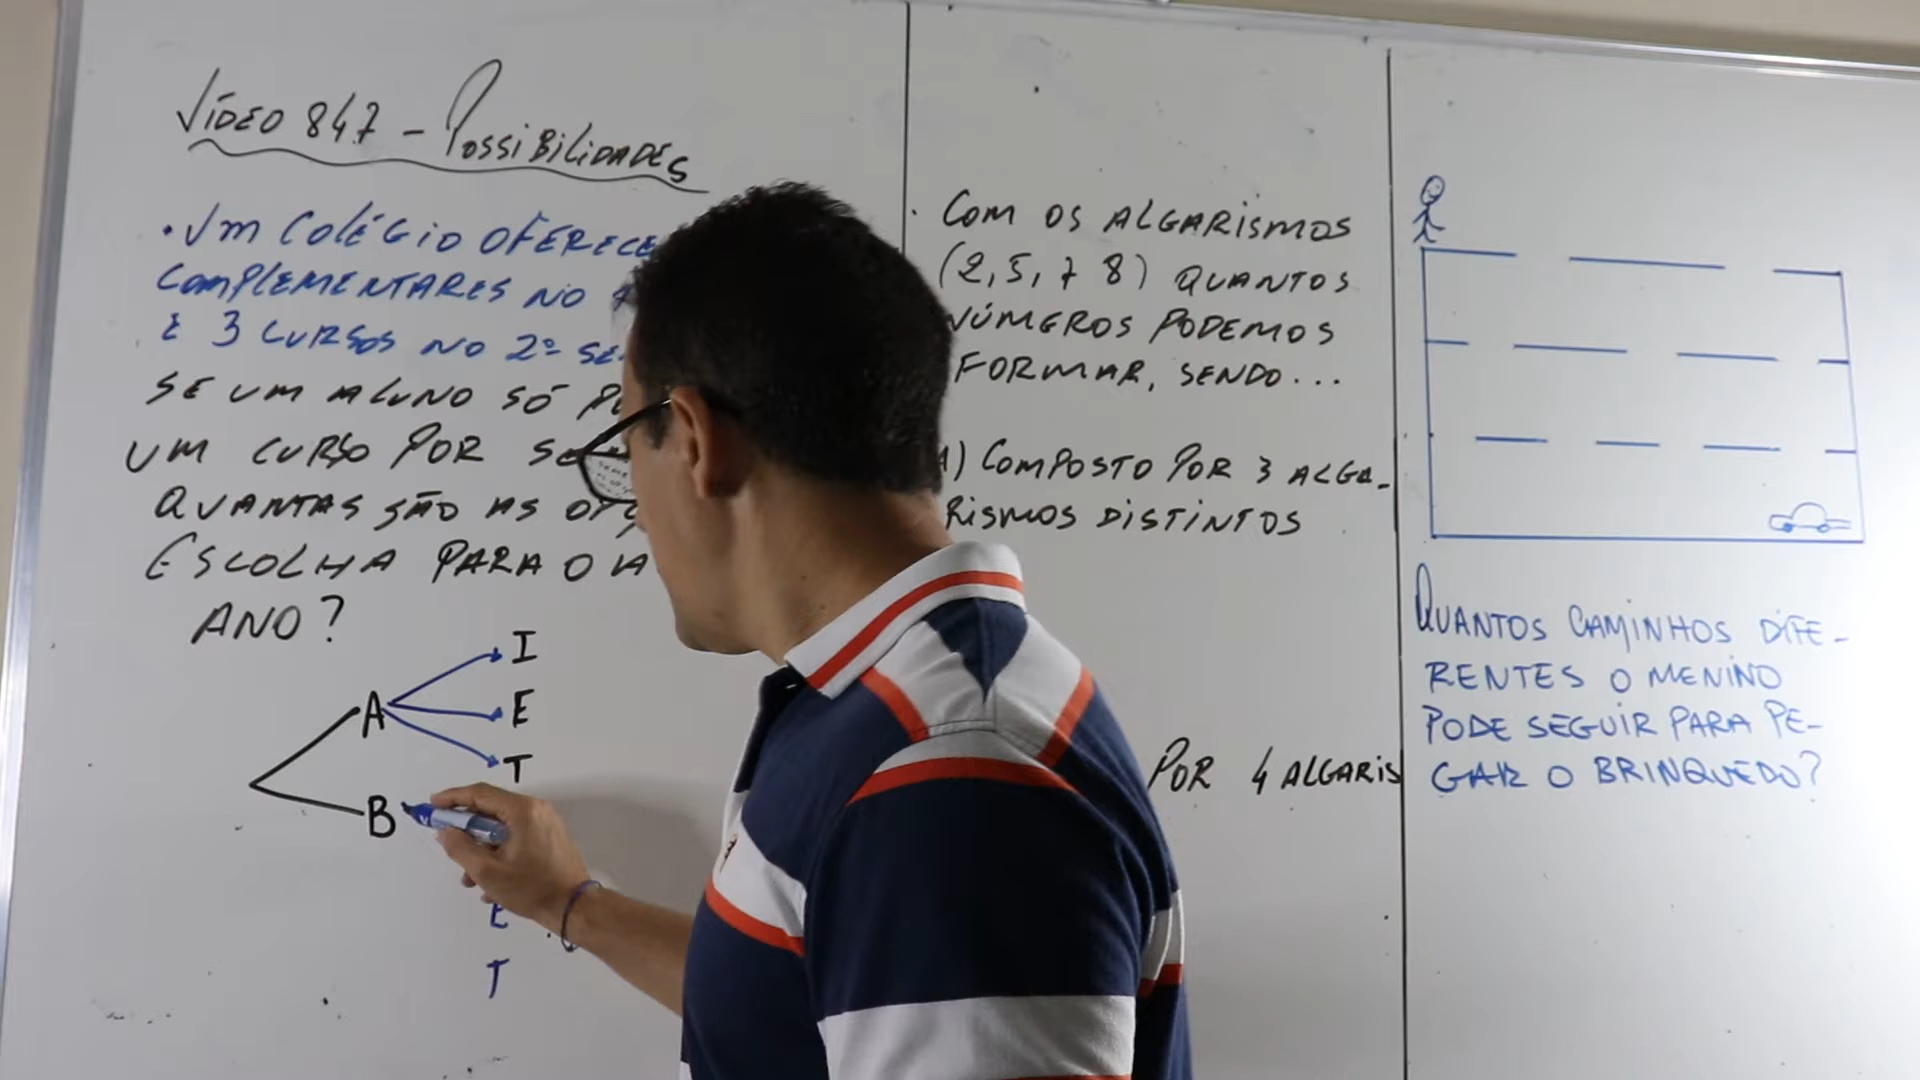 VÍDEO 847 - POSSIBILIDADES
. UM COLÉGIO OFERECE
COMPLEMENTARES NO
E 3 CURSOS NO 2º
SE UM ALUNO SÓ
UM CURSO POR
QUANTAS SÃO AS
ESCOLHA PARA O
ANO?
A
B
I
E
T
E
T
. COM OS ALGARISMOS
(2, 5, 7 8) QUANTOS
NÚMEROS PODEMOS
FORMAR, SENDO...
A) COMPOSTO POR 3 ALGA-
RISMOS DISTINTOS
POR 4 ALGARIS
QUANTOS CAMINHOS DIFE-
RENTES O MENINO
PODE SEGUIR PARA PE-
GAR O BRINQUEDO?